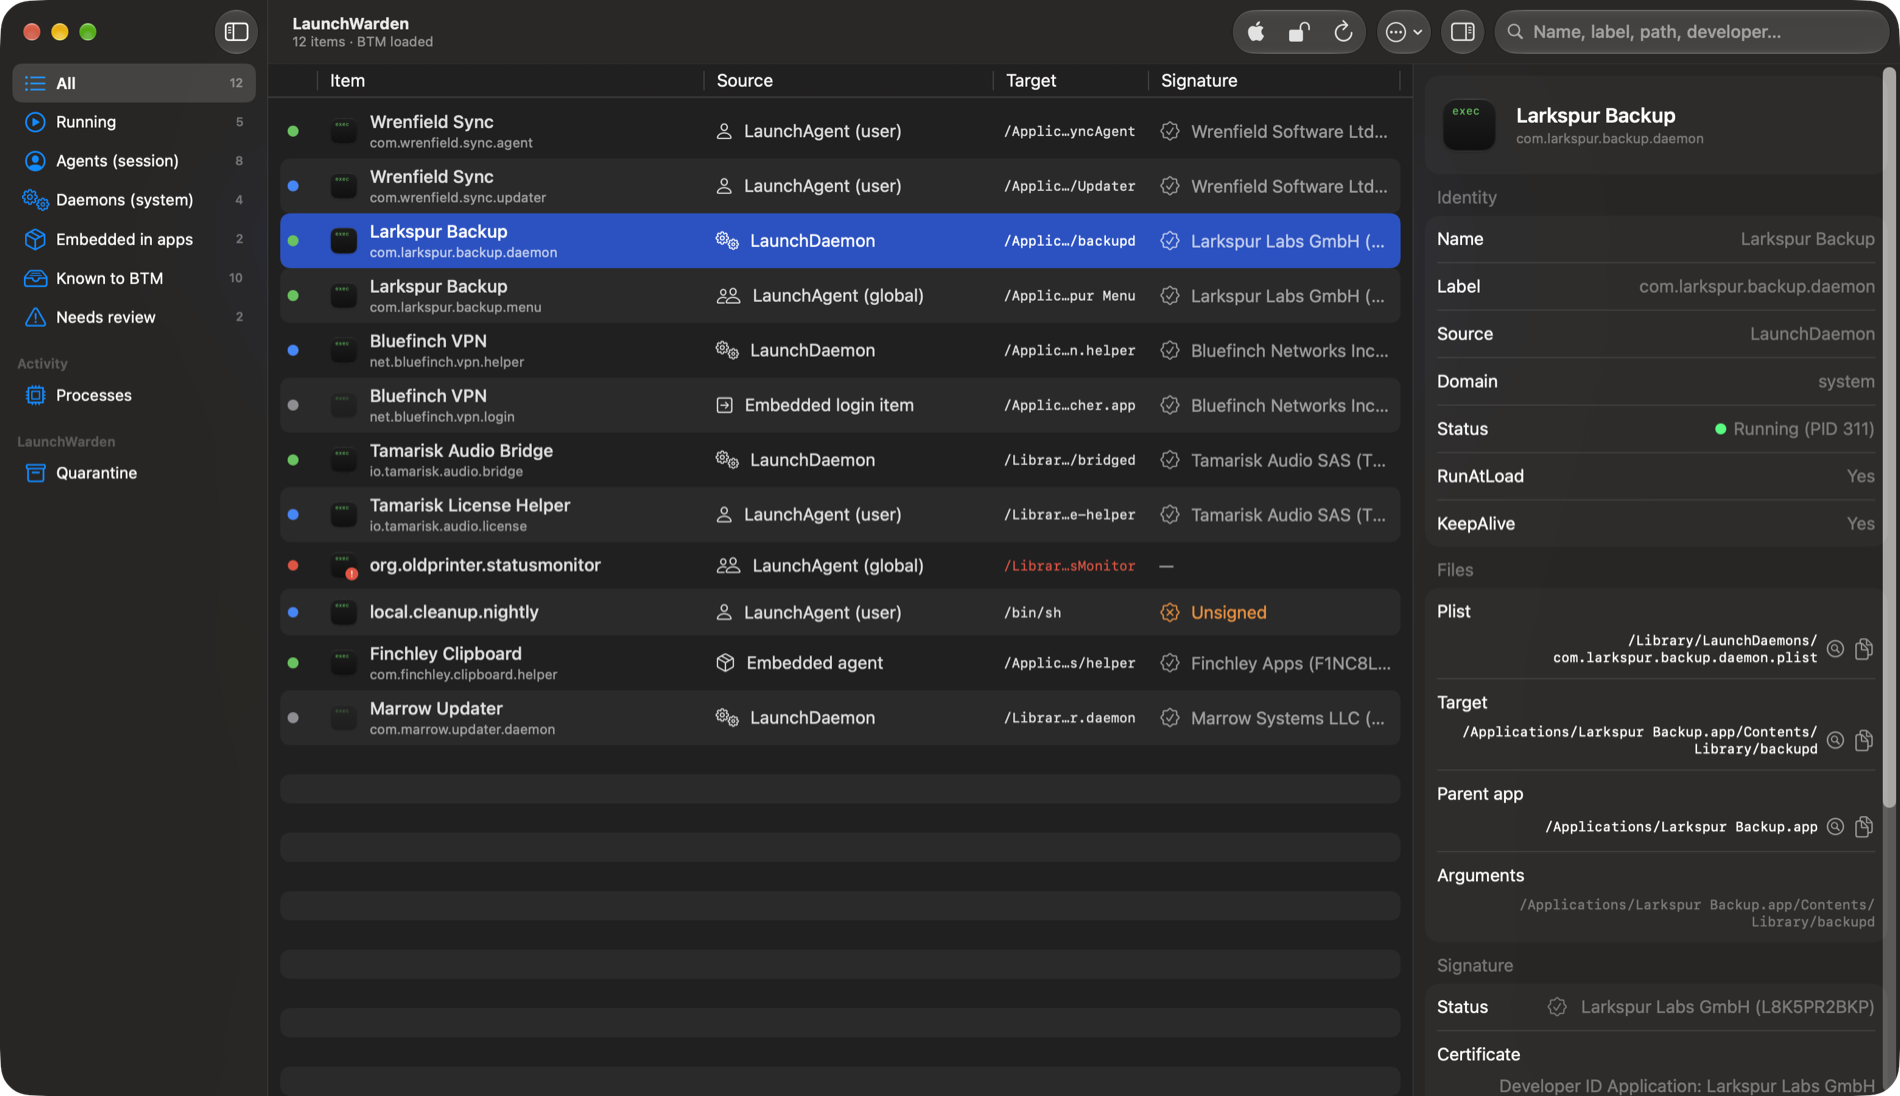 LaunchWarden
12 items · BTM loaded
Name, label, path, developer...
All 12
Running 5
Agents (session) 8
Daemons (system) 4
Embedded in apps 2
Known to BTM 10
Needs review 2
Activity
Processes
LaunchWarden
Quarantine
Item Source Target Signature
exec
Wrenfield Sync
com.wrenfield.sync.agent
LaunchAgent (user)
/Applic…yncAgent
Wrenfield Software Ltd...
exec
Wrenfield Sync
com.wrenfield.sync.updater
LaunchAgent (user)
/Applic…/Updater
Wrenfield Software Ltd...
exec
Larkspur Backup
com.larkspur.backup.daemon
LaunchDaemon
/Applic…/backupd
Larkspur Labs GmbH (...
exec
Larkspur Backup
com.larkspur.backup.menu
LaunchAgent (global)
/Applic…pur Menu
Larkspur Labs GmbH (...
exec
Bluefinch VPN
net.bluefinch.vpn.helper
LaunchDaemon
/Applic…n.helper
Bluefinch Networks Inc...
exec
Bluefinch VPN
net.bluefinch.vpn.login
Embedded login item
/Applic…cher.app
Bluefinch Networks Inc...
exec
Tamarisk Audio Bridge
io.tamarisk.audio.bridge
LaunchDaemon
/Librar…/bridged
Tamarisk Audio SAS (T...
exec
Tamarisk License Helper
io.tamarisk.audio.license
LaunchAgent (user)
/Librar…e-helper
Tamarisk Audio SAS (T...
exec
org.oldprinter.statusmonitor
LaunchAgent (global)
/Librar…sMonitor
—
exec
local.cleanup.nightly
LaunchAgent (user)
/bin/sh
Unsigned
exec
Finchley Clipboard
com.finchley.clipboard.helper
Embedded agent
/Applic…s/helper
Finchley Apps (F1NC8L...
exec
Marrow Updater
com.marrow.updater.daemon
LaunchDaemon
/Librar…r.daemon
Marrow Systems LLC (...
exec
Larkspur Backup
com.larkspur.backup.daemon
Identity
Name Larkspur Backup
Label com.larkspur.backup.daemon
Source LaunchDaemon
Domain system
Status Running (PID 311)
RunAtLoad Yes
KeepAlive Yes
Files
Plist
/Library/LaunchDaemons/
com.larkspur.backup.daemon.plist
Target
/Applications/Larkspur Backup.app/Contents/
Library/backupd
Parent app
/Applications/Larkspur Backup.app
Arguments
/Applications/Larkspur Backup.app/Contents/
Library/backupd
Signature
Status Larkspur Labs GmbH (L8K5PR2BKP)
Certificate
Developer ID Application: Larkspur Labs GmbH